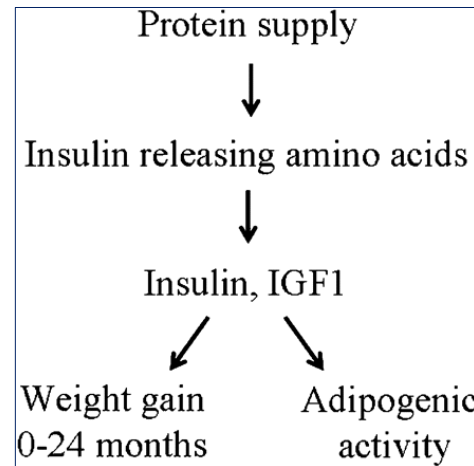 Protein supply
Insulin releasing amino acids
Insulin, IGF1
Weight gain
0-24 months
Adipogenic
activity